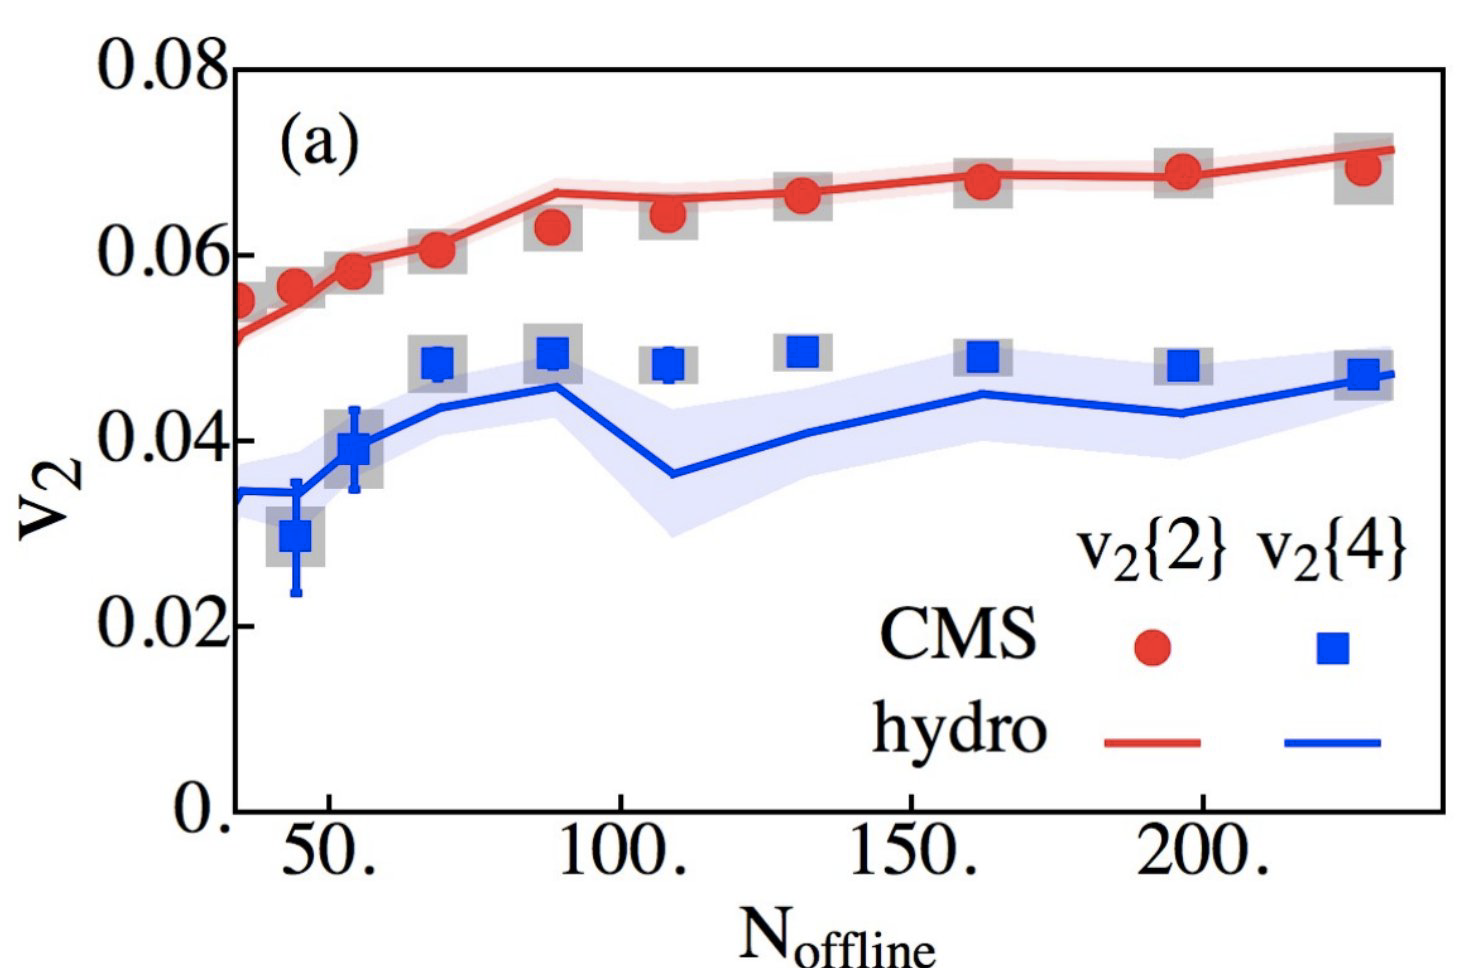 0.08
(a)
0.06
0.04
v2
0.02
v2{2} v2{4}
CMS
hydro
0.
50. 100. 150. 200.
Noffline